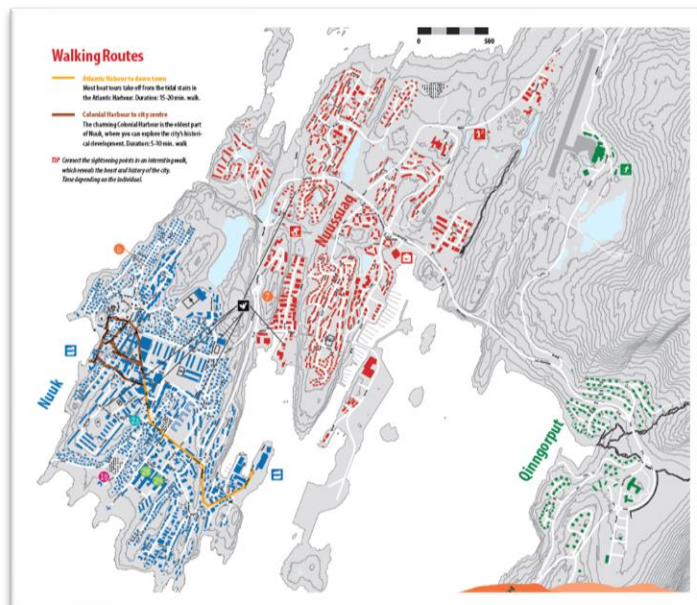 0 500
Walking Routes
Atlantic Habour to down town
Most boat tours take off from the tidal stairs in
the Atlantic Harbour. Duration: 15-20 min. walk.
Colonial Harbour to city centre
The charming Colonial Harbour is the oldest part
of Nuuk, where you can explore the city's histori-
cal development. Duration: 5-10 min. walk
TIP Connect the sightseeing points in an interesting walk,
which reveals the heart and history of the city.
Time depending on the individual.
Nuussuaq
Nuuk
Qinngorput